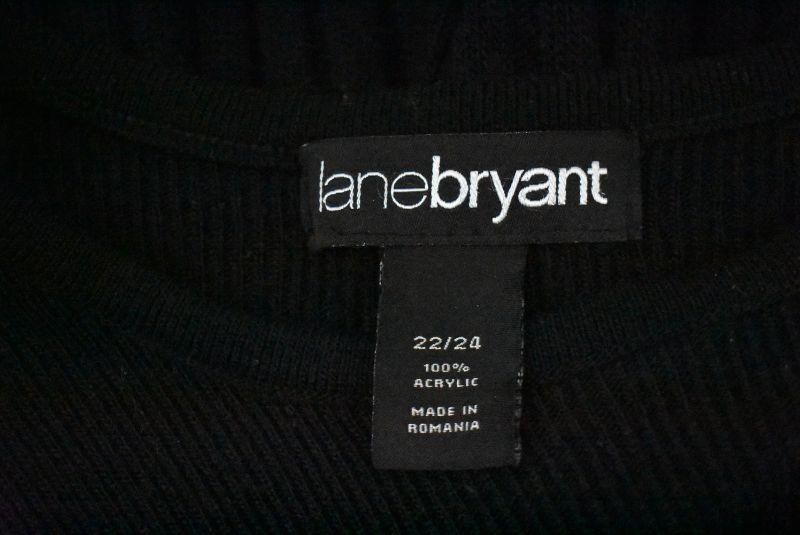 lanebryant
22/24
100%
ACRYLIC
MADE IN
ROMANIA